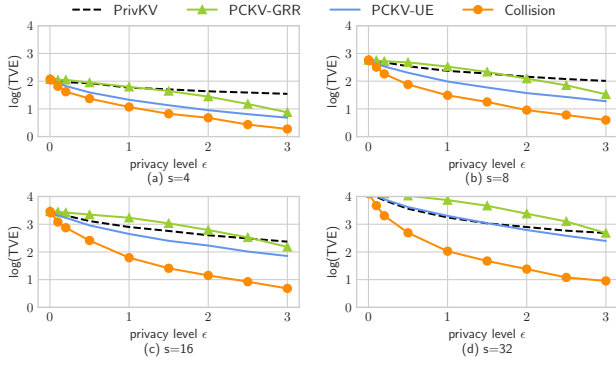 PrivKV PCKV-GRR PCKV-UE Collision
log(TVE)
4
3
2
1
0
0 1 2 3
privacy level ϵ
(a) s=4
log(TVE)
4
3
2
1
0
0 1 2 3
privacy level ϵ
(b) s=8
log(TVE)
4
3
2
1
0
0 1 2 3
privacy level ϵ
(c) s=16
log(TVE)
4
3
2
1
0
0 1 2 3
privacy level ϵ
(d) s=32